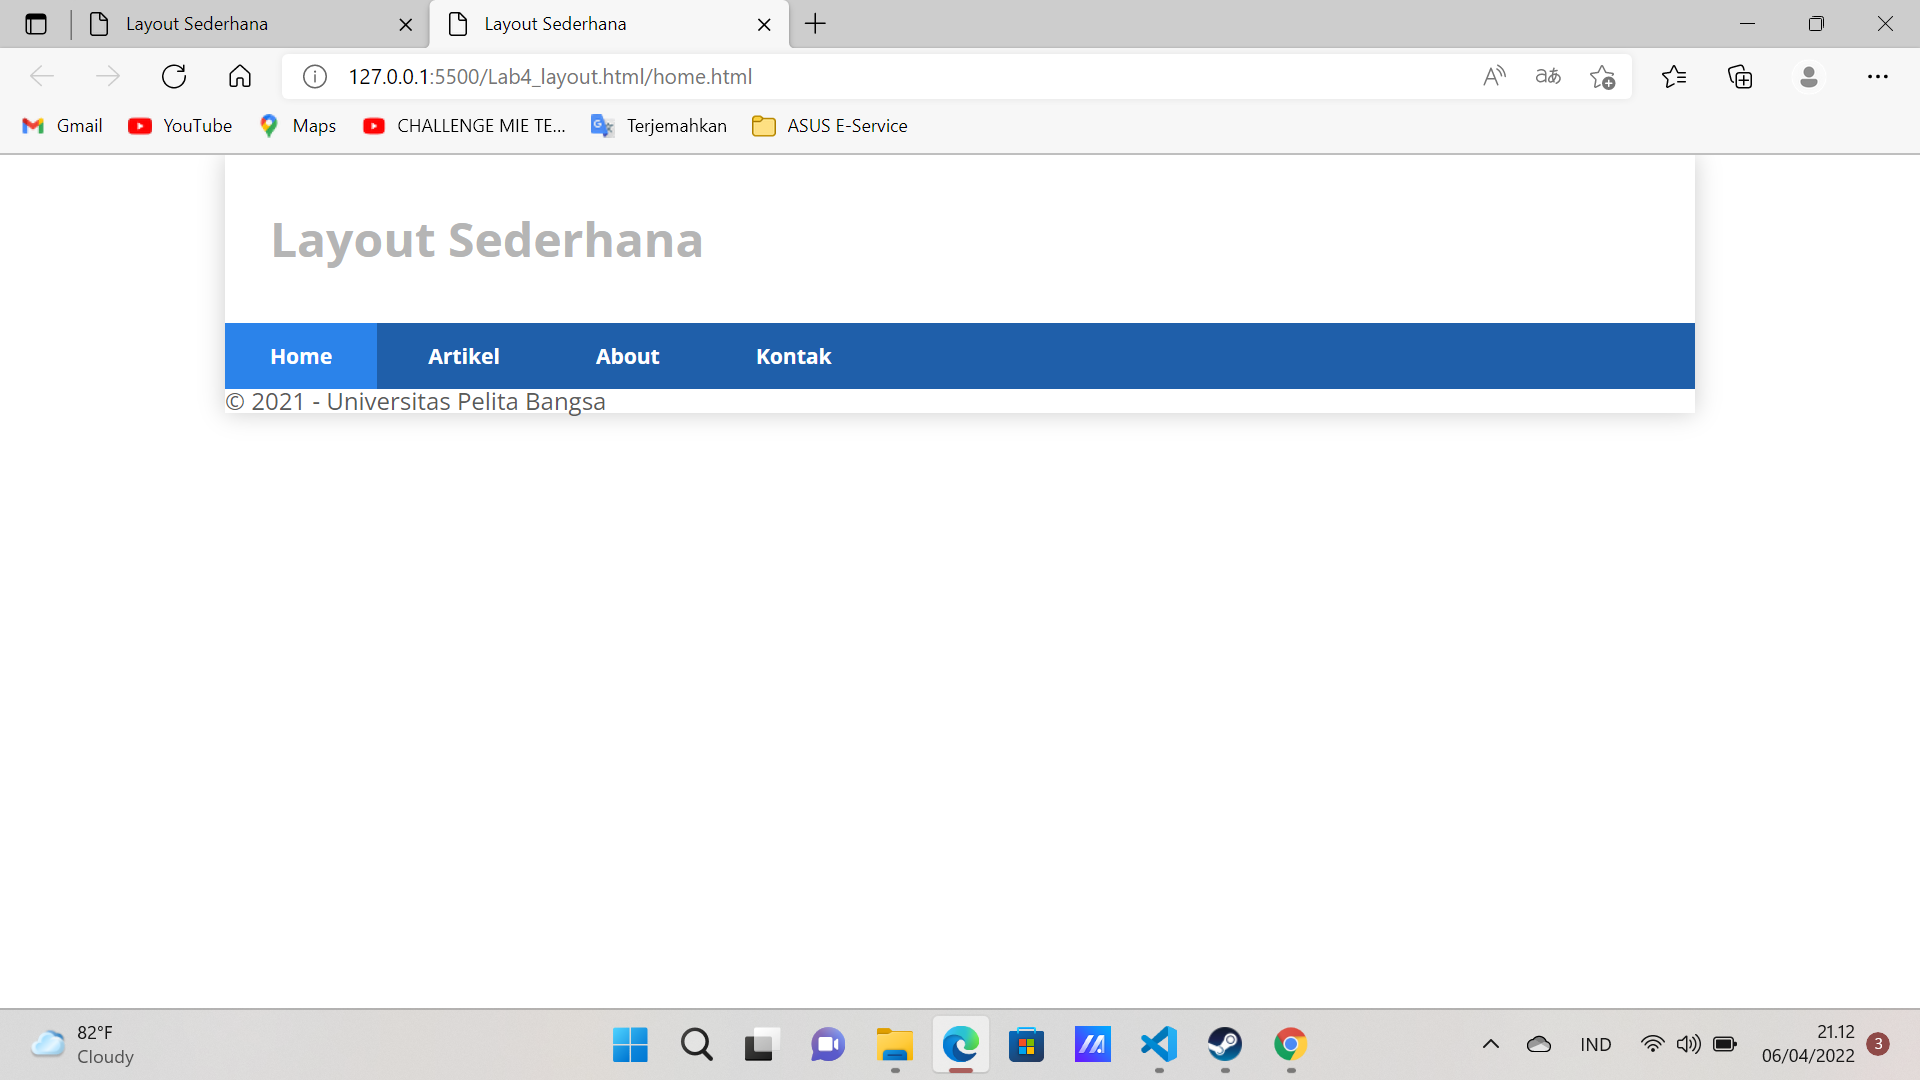 Layout Sederhana
Layout Sederhana
127.0.0.1:5500/Lab4_layout.html/home.html
Gmail
YouTube
Maps
CHALLENGE MIE TE...
Terjemahkan
ASUS E-Service
Layout Sederhana
Home
Artikel
About
Kontak
© 2021 - Universitas Pelita Bangsa
82°F
Cloudy
IND
21.12
06/04/2022
3